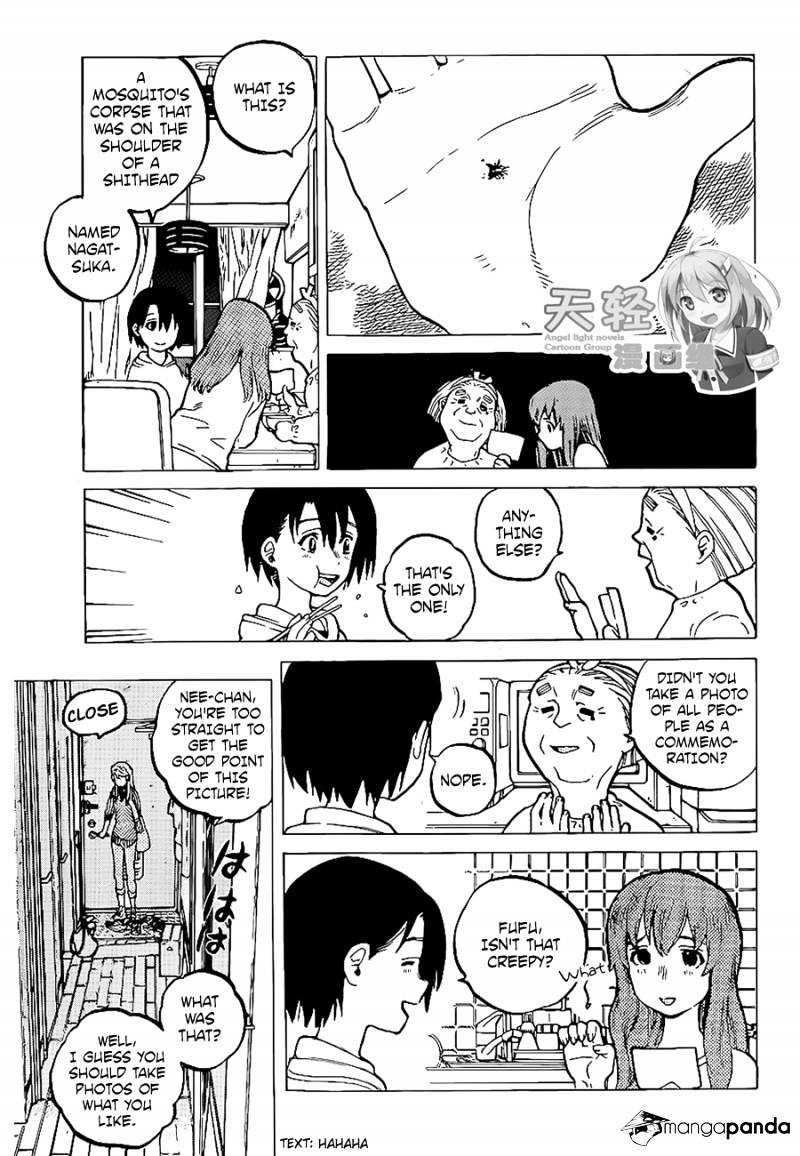 WHAT IS
THIS?
A
MOSQUITO'S
CORPSE THAT
WAS ON THE
SHOULDER
OF A
SHITHEAD
NAMED
NAGAT-
SUKA.
天轻
Angel light novels
Cartoon Group
漫画组
ANY-
THING
ELSE?
THAT'S
THE ONLY
ONE!
DIDN'T YOU
TAKE A PHOTO
OF ALL PEO-
PLE AS A
COMMEMO-
RATION?
NOPE.
FUFU,
ISN'T THAT
CREEPY?
What
NEE-CHAN,
YOU'RE TOO
STRAIGHT TO
GET THE
GOOD POINT
OF THIS
PICTURE!
CLOSE
ははは
WHAT WAS
THAT?
WELL,
I GUESS YOU
SHOULD TAKE
PHOTOS OF
WHAT YOU
LIKE.
TEXT: HAHAHA
mangapanda